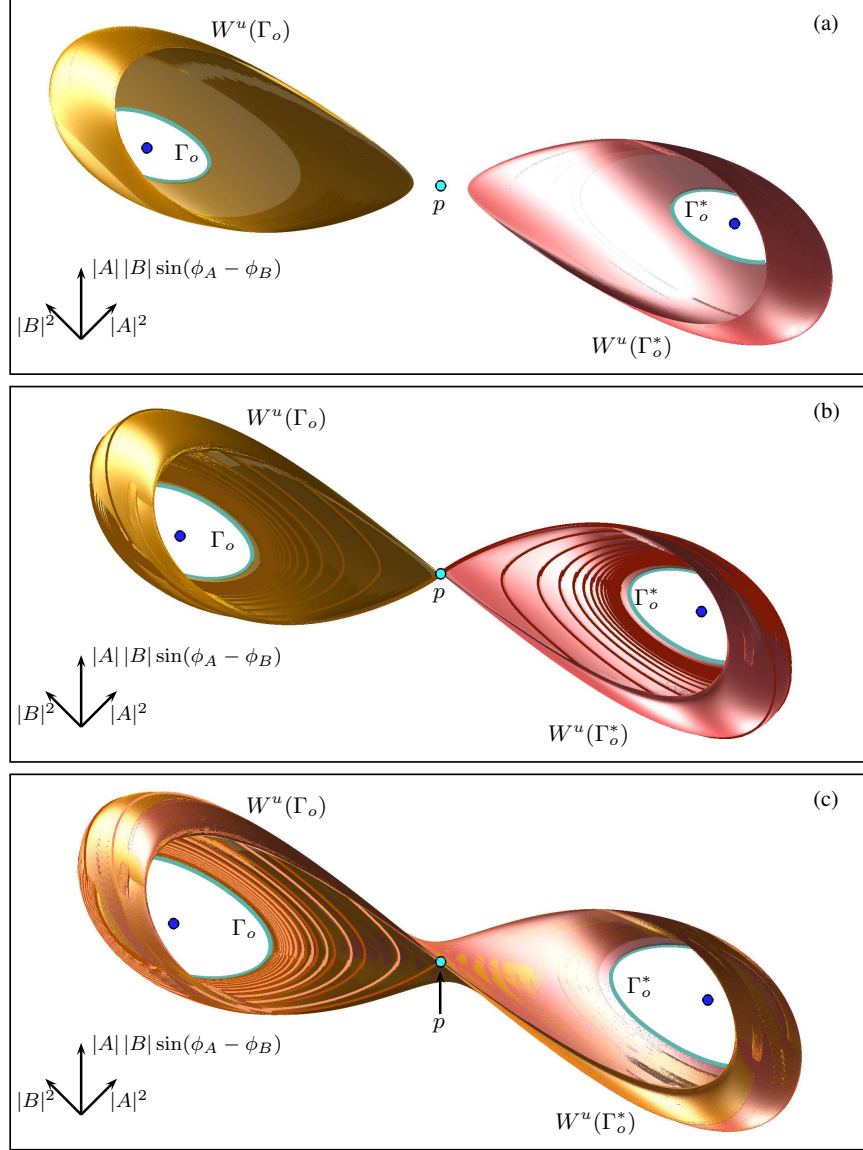 W^u(Γ_o)
(a)
Γ_o
p
Γ_o^*
|A| |B| sin(ϕ_A − ϕ_B)
|B|^2
|A|^2
W^u(Γ_o^*)
W^u(Γ_o)
(b)
Γ_o
p
Γ_o^*
|A| |B| sin(ϕ_A − ϕ_B)
|B|^2
|A|^2
W^u(Γ_o^*)
W^u(Γ_o)
(c)
Γ_o
Γ_o^*
p
|A| |B| sin(ϕ_A − ϕ_B)
|B|^2
|A|^2
W^u(Γ_o^*)